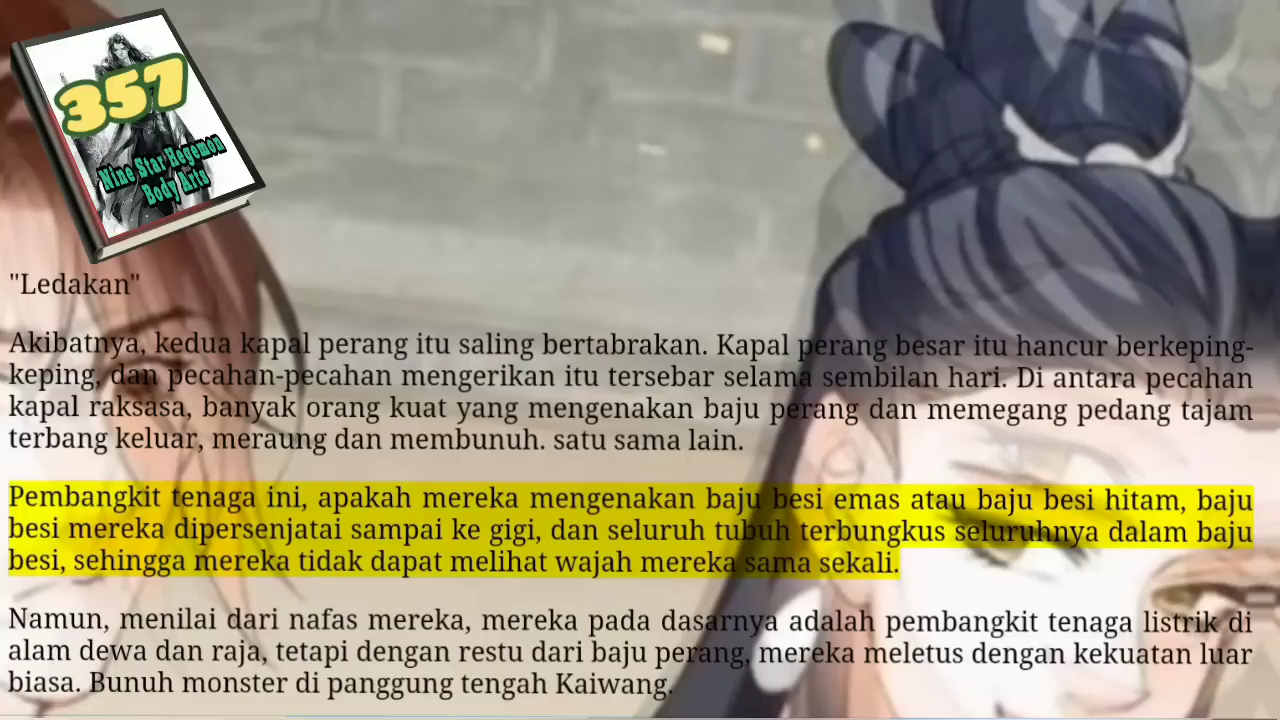 357
Nine Star Hegemon
Body Arts
"Ledakan"
Akibatnya, kedua kapal perang itu saling bertabrakan. Kapal perang besar itu hancur berkeping-
keping, dan pecahan-pecahan mengerikan itu tersebar selama sembilan hari. Di antara pecahan
kapal raksasa, banyak orang kuat yang mengenakan baju perang dan memegang pedang tajam
terbang keluar, meraung dan membunuh. satu sama lain.
Pembangkit tenaga ini, apakah mereka mengenakan baju besi emas atau baju besi hitam, baju
besi mereka dipersenjatai sampai ke gigi, dan seluruh tubuh terbungkus seluruhnya dalam baju
besi, sehingga mereka tidak dapat melihat wajah mereka sama sekali.
Namun, menilai dari nafas mereka, mereka pada dasarnya adalah pembangkit tenaga listrik di
alam dewa dan raja, tetapi dengan restu dari baju perang, mereka meletus dengan kekuatan luar
biasa. Bunuh monster di panggung tengah Kaiwang.